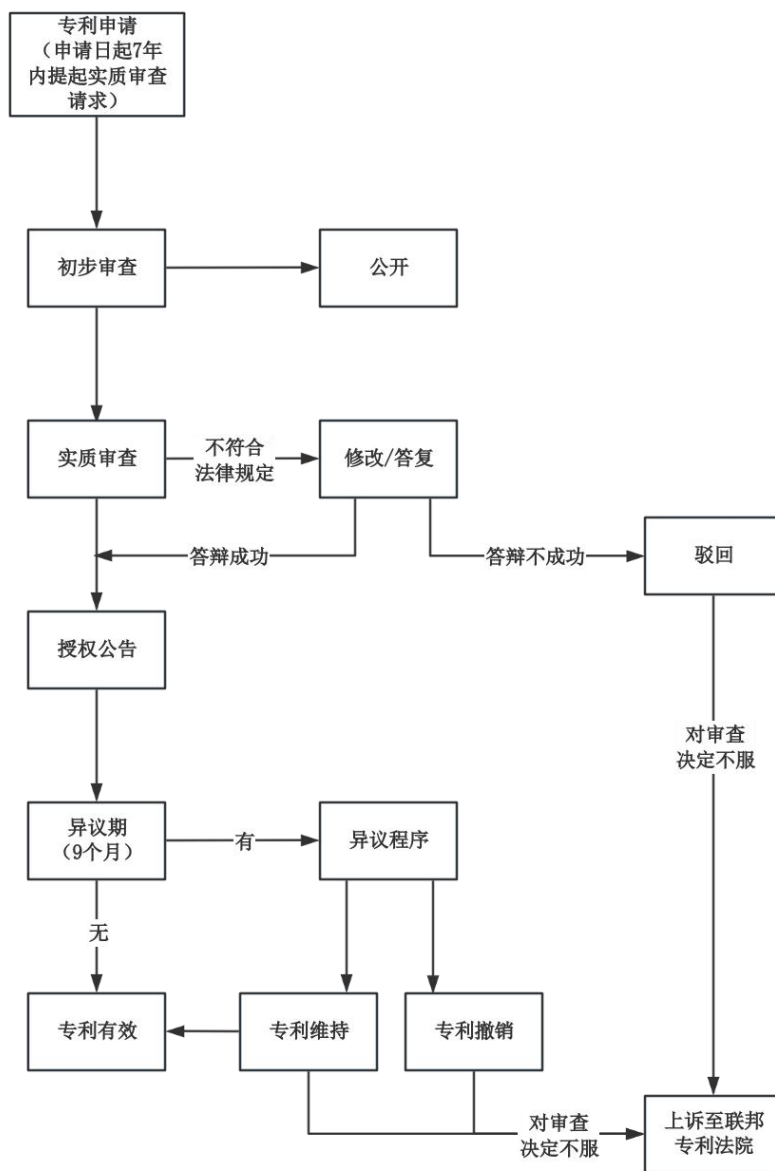 专利申请
（申请日起7年
内提起实质审查
请求）
初步审查
公开
实质审查
不符合
法律规定
修改/答复
答辩成功
答辩不成功
驳回
授权公告
对审查
决定不服
异议期
（9个月）
有
异议程序
无
专利有效
专利维持
专利撤销
对审查
决定不服
上诉至联邦
专利法院